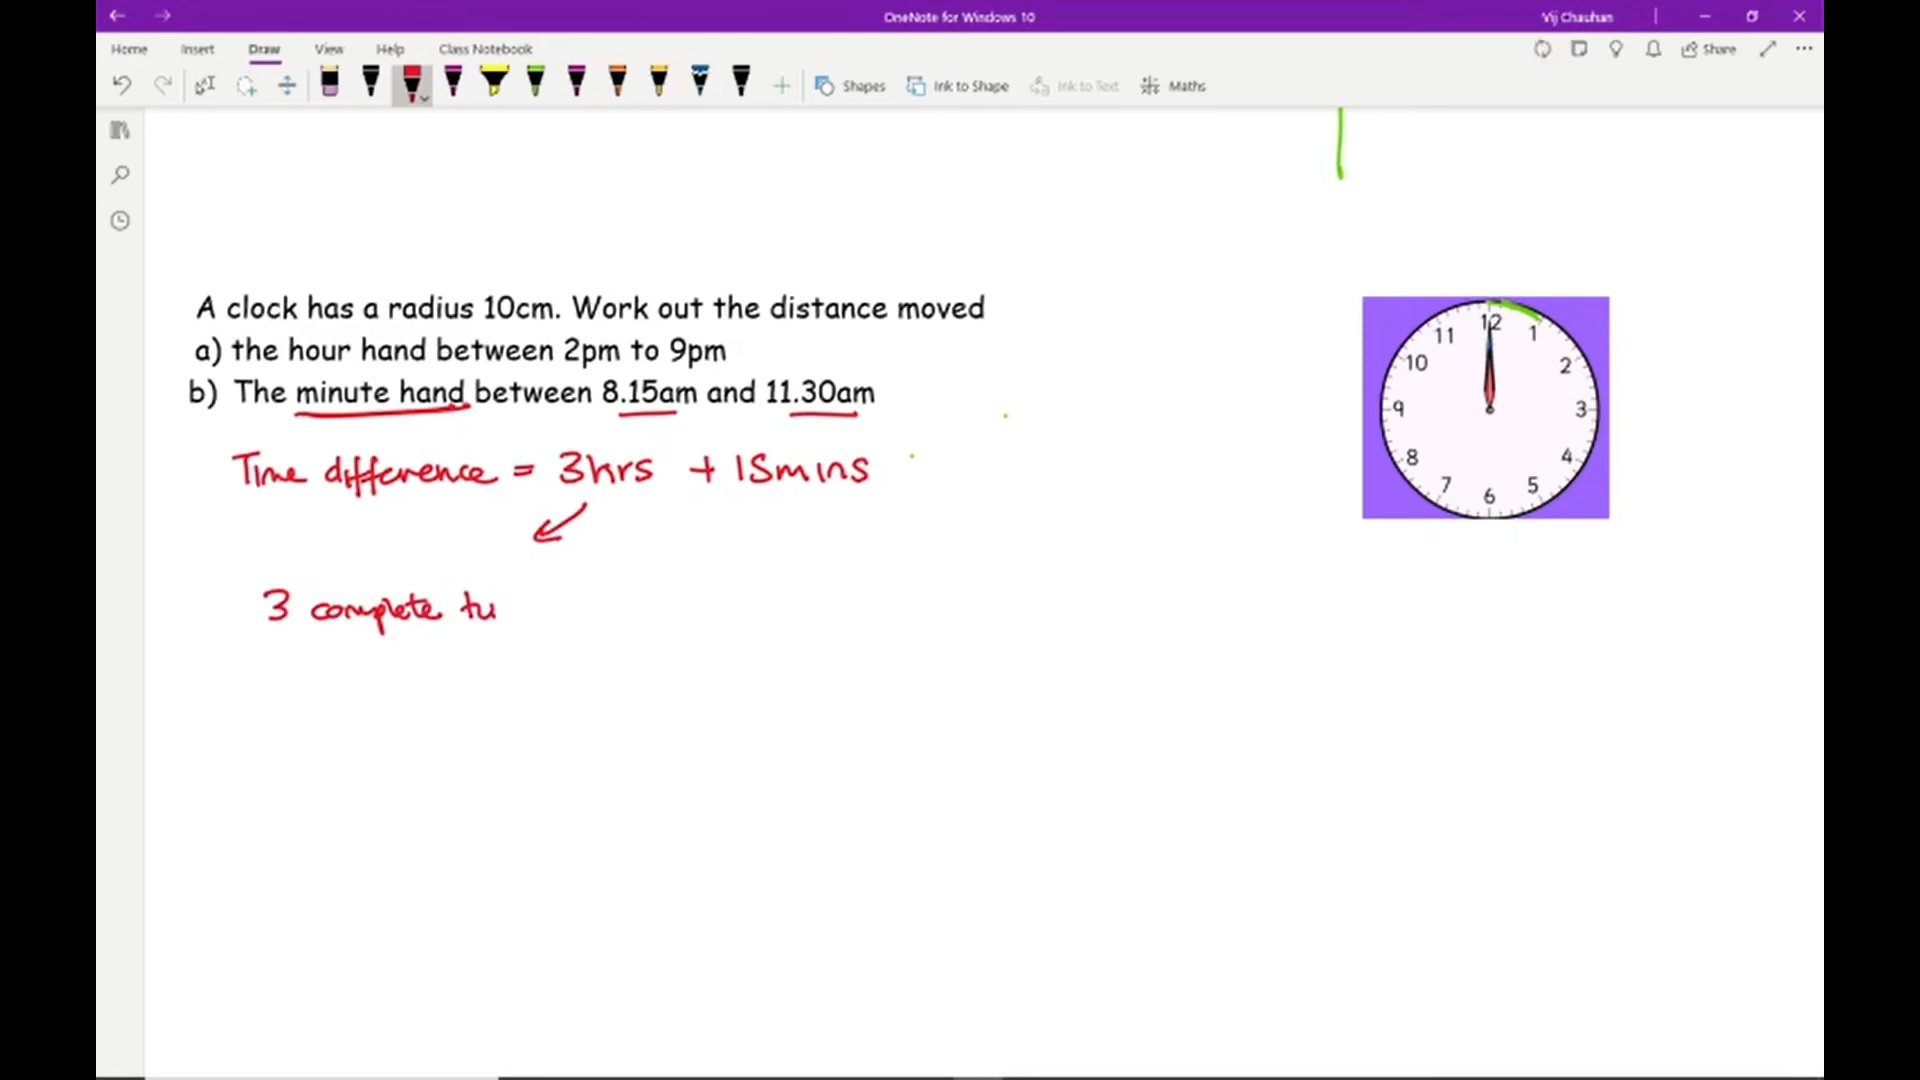 OneNote for Windows 10
Vij Chauhan
Home Insert Draw View Help Class Notebook
Share
Shapes Ink to Shape Ink to Text Maths
A clock has a radius 10cm. Work out the distance moved
a) the hour hand between 2pm to 9pm
b) The minute hand between 8.15am and 11.30am
Time difference = 3hrs + 15mins
3 complete tu
12
11 1
10 2
9 3
8 4
7 5
6